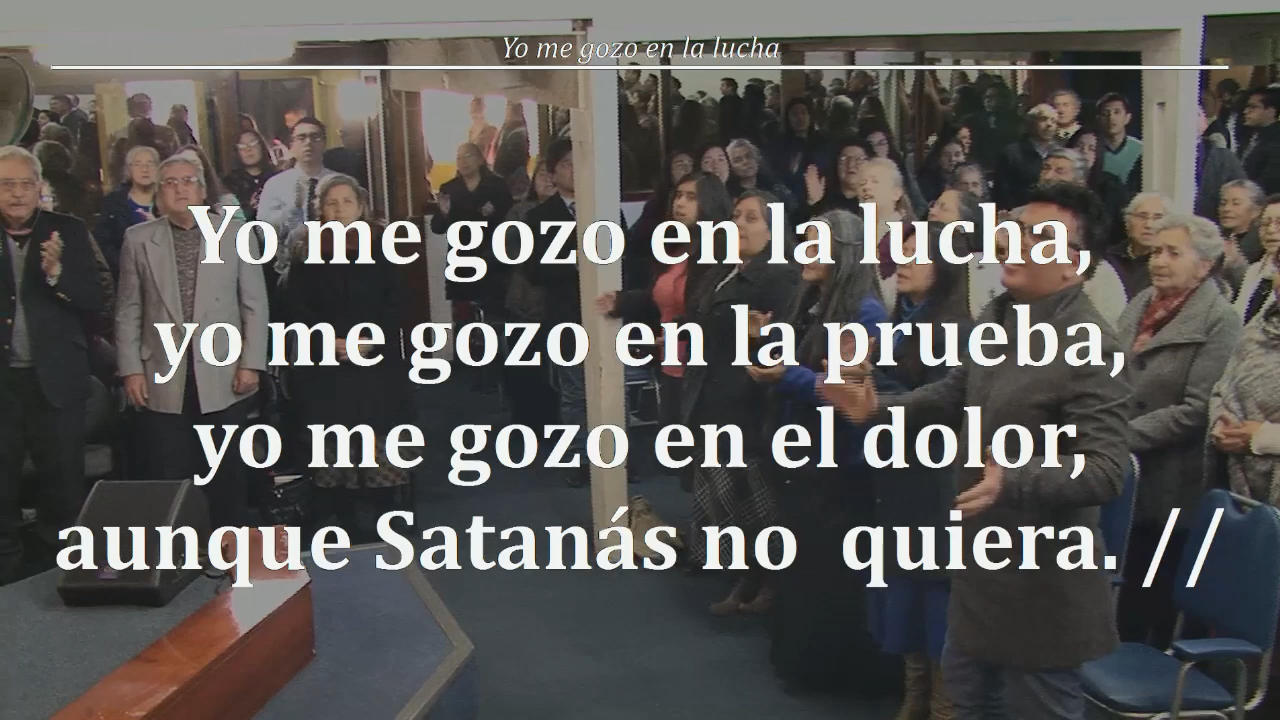 Yo me gozo en la lucha
Yo me gozo en la lucha,
yo me gozo en la prueba,
yo me gozo en el dolor,
aunque Satanás no  quiera. //